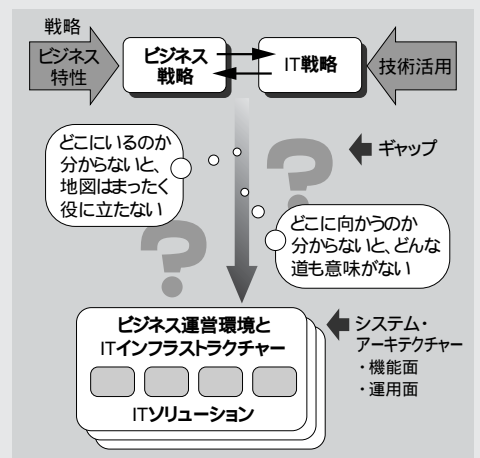 戦略
ビジネス
特性
ビジネス
戦略
IT戦略
技術活用
どこにいるのか
分からないと、
地図はまったく
役に立たない
?
ギャップ
?
どこに向かうのか
分からないと、どんな
道も意味がない
ビジネス運営環境と
ITインフラストラクチャー
ITソリューション
システム・
アーキテクチャー
・機能面
・運用面